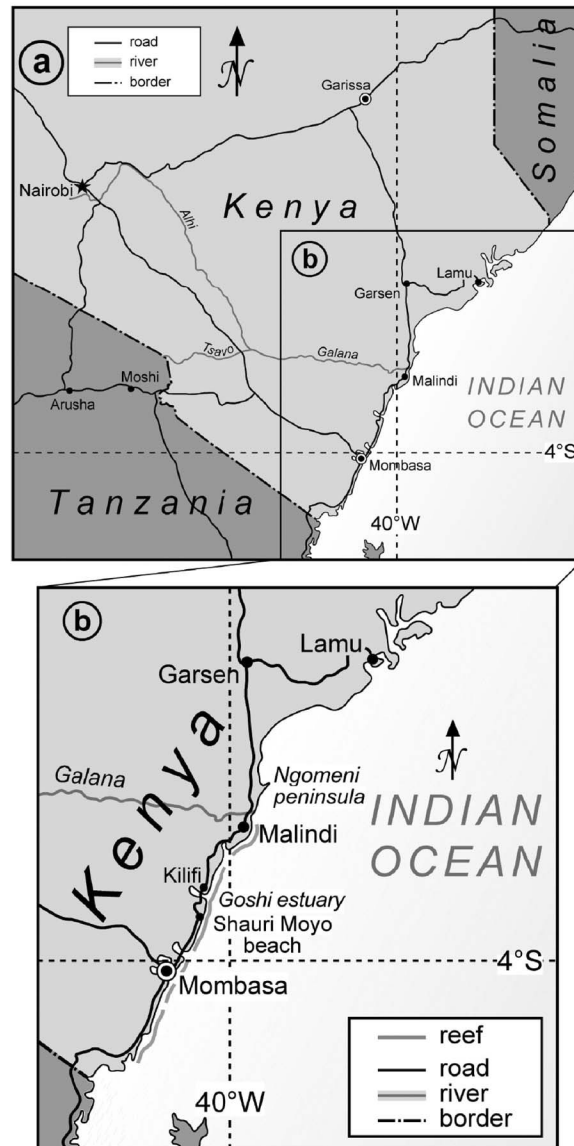 road
river
border
a
N
Garissa
Somalia
Nairobi
Kenya
Alhi
b
Lamu
Garsen
Tsavo
Galana
Moshi
Malindi
Arusha
INDIAN
OCEAN
4°S
Mombasa
Tanzania
40°W
b
Lamu
Garsen
Kenya
N
Galana
Ngomeni
peninsula
INDIAN
OCEAN
Malindi
Kilifi
Goshi estuary
Shauri Moyo
beach
4°S
Mombasa
reef
road
river
border
40°W